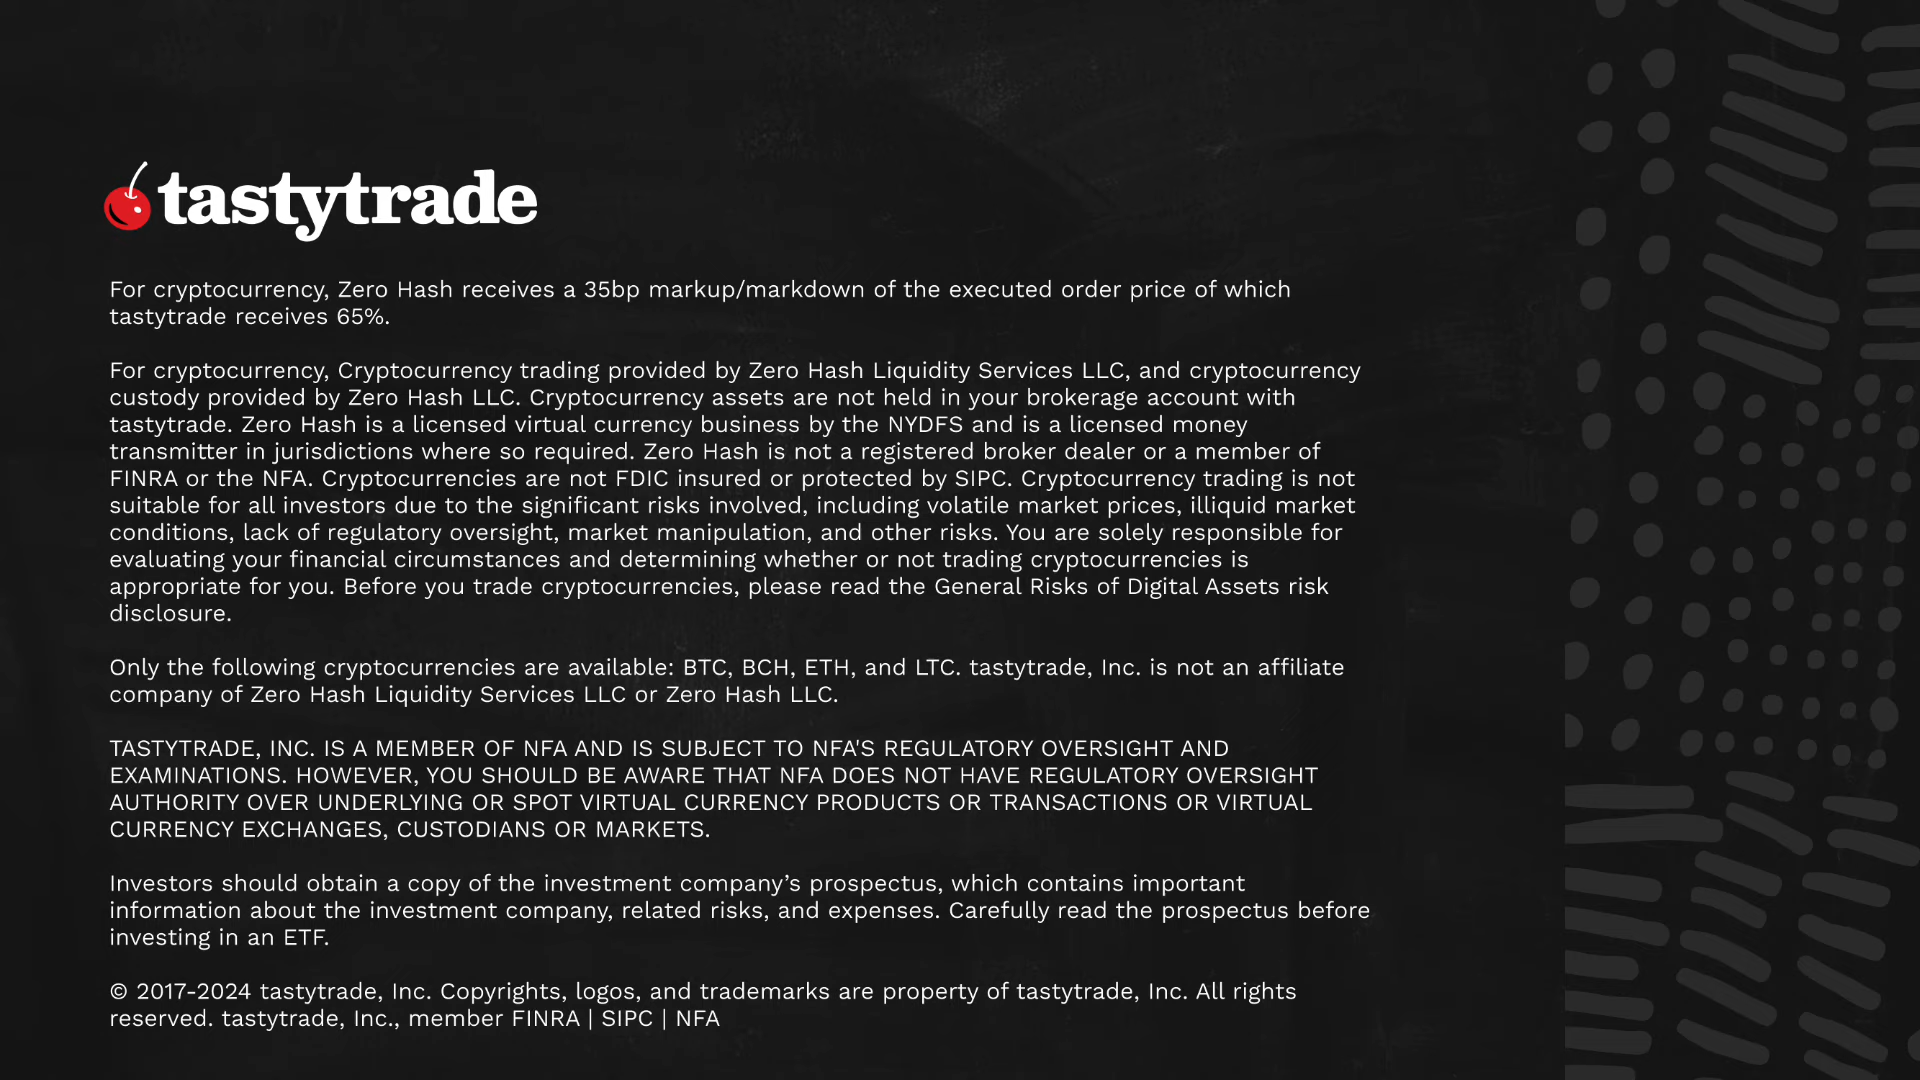 tastytrade
For cryptocurrency, Zero Hash receives a 35bp markup/markdown of the executed order price of which
tastytrade receives 65%.
For cryptocurrency, Cryptocurrency trading provided by Zero Hash Liquidity Services LLC, and cryptocurrency
custody provided by Zero Hash LLC. Cryptocurrency assets are not held in your brokerage account with
tastytrade. Zero Hash is a licensed virtual currency business by the NYDFS and is a licensed money
transmitter in jurisdictions where so required. Zero Hash is not a registered broker dealer or a member of
FINRA or the NFA. Cryptocurrencies are not FDIC insured or protected by SIPC. Cryptocurrency trading is not
suitable for all investors due to the significant risks involved, including volatile market prices, illiquid market
conditions, lack of regulatory oversight, market manipulation, and other risks. You are solely responsible for
evaluating your financial circumstances and determining whether or not trading cryptocurrencies is
appropriate for you. Before you trade cryptocurrencies, please read the General Risks of Digital Assets risk
disclosure.
Only the following cryptocurrencies are available: BTC, BCH, ETH, and LTC. tastytrade, Inc. is not an affiliate
company of Zero Hash Liquidity Services LLC or Zero Hash LLC.
TASTYTRADE, INC. IS A MEMBER OF NFA AND IS SUBJECT TO NFA'S REGULATORY OVERSIGHT AND
EXAMINATIONS. HOWEVER, YOU SHOULD BE AWARE THAT NFA DOES NOT HAVE REGULATORY OVERSIGHT
AUTHORITY OVER UNDERLYING OR SPOT VIRTUAL CURRENCY PRODUCTS OR TRANSACTIONS OR VIRTUAL
CURRENCY EXCHANGES, CUSTODIANS OR MARKETS.
Investors should obtain a copy of the investment company’s prospectus, which contains important
information about the investment company, related risks, and expenses. Carefully read the prospectus before
investing in an ETF.
© 2017-2024 tastytrade, Inc. Copyrights, logos, and trademarks are property of tastytrade, Inc. All rights
reserved. tastytrade, Inc., member FINRA | SIPC | NFA